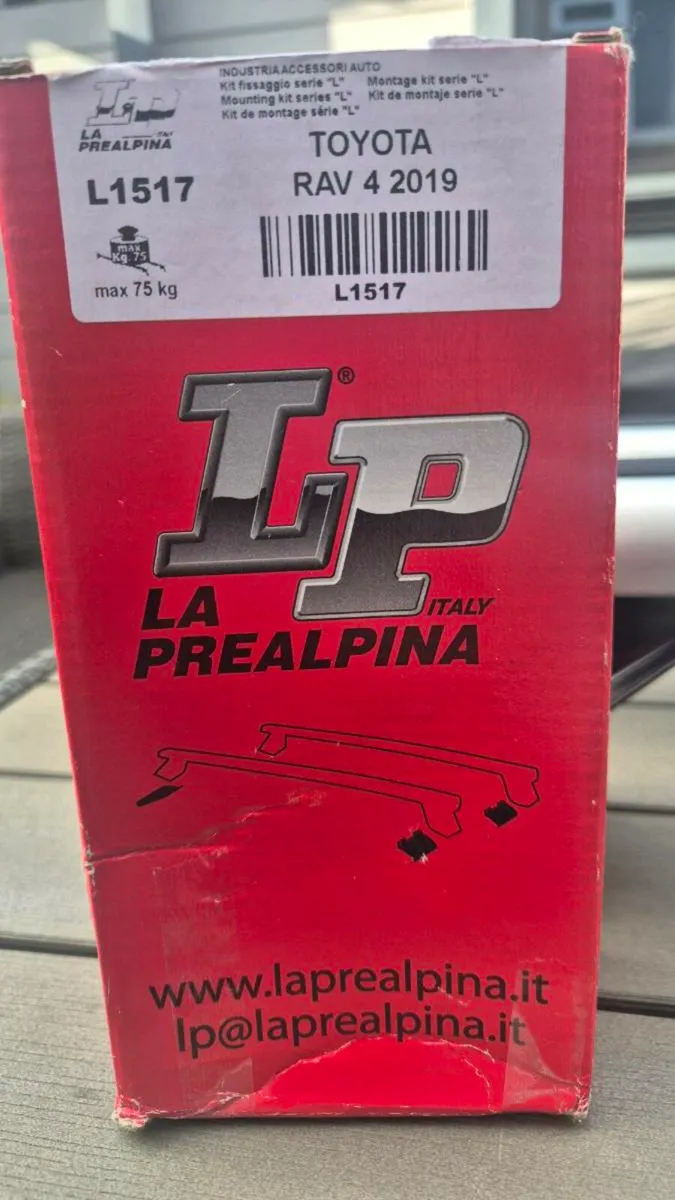 INDUSTRIA ACCESSORI AUTO
Kit fissaggio serie "L" Montage kit serie "L"
Mounting kit series "L" Kit de montaje serie "L"
Kit de montage série "L"
LP
LA ITALY
PREALPINA
TOYOTA
L1517
RAV 4 2019
max
Kg. 75
max 75 kg
L1517
LP®
LA ITALY
PREALPINA
www.laprealpina.it
lp@laprealpina.it